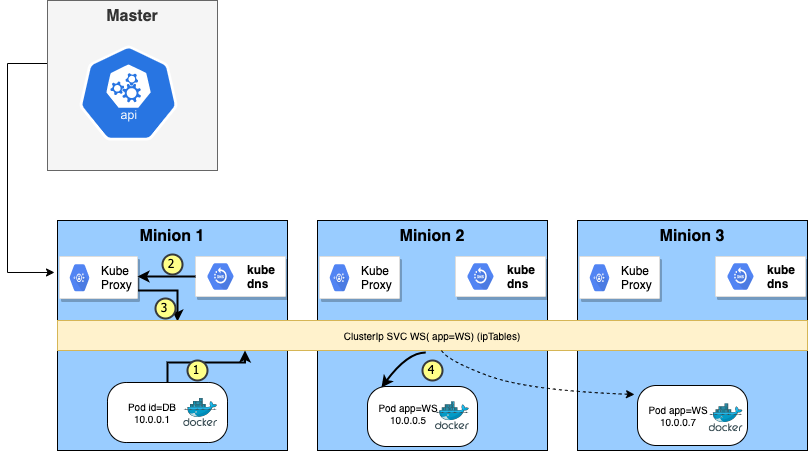 Master
api
Minion 1
Minion 2
Minion 3
Kube
Proxy
2
kube
dns
Kube
Proxy
kube
dns
Kube
Proxy
kube
dns
3
ClusterIp SVC WS( app=WS) (ipTables)
1
4
Pod id=DB
10.0.0.1
docker
Pod app=WS
10.0.0.5
docker
Pod app=WS
10.0.0.7
docker